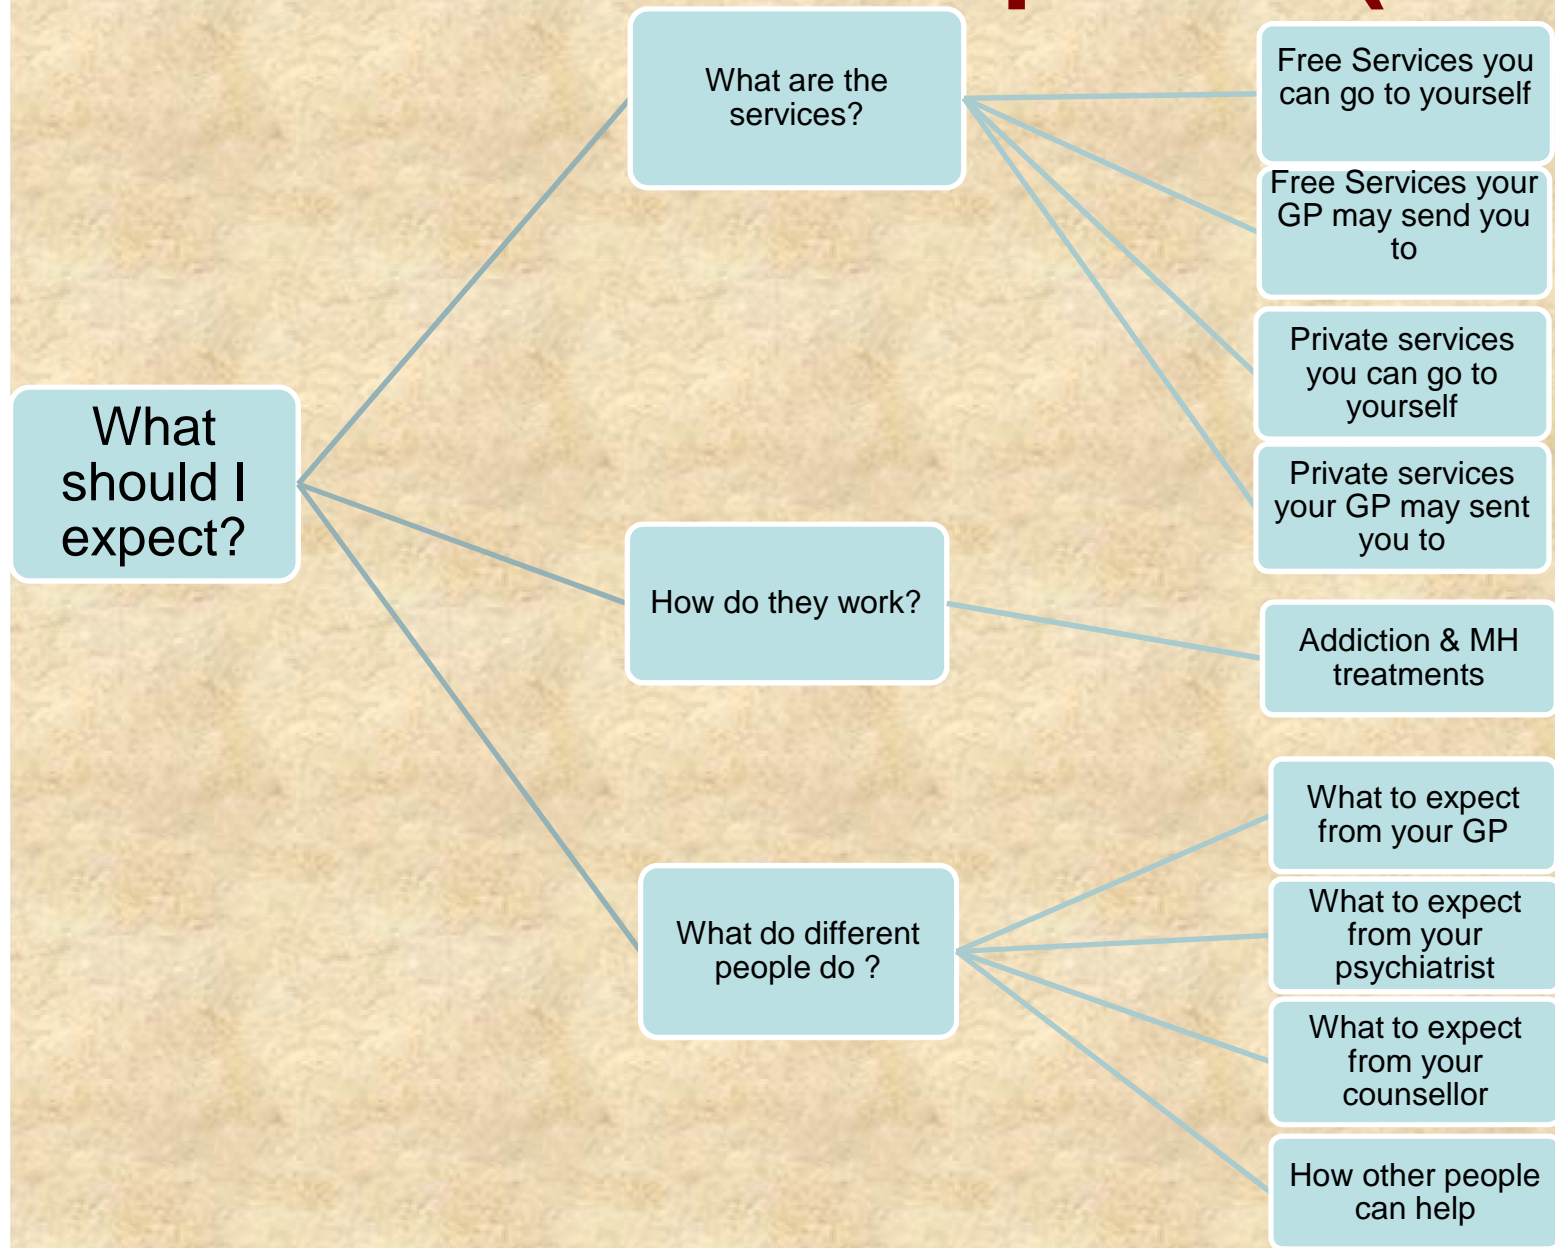 What
should I
expect?
What are the
services?
Free Services you
can go to yourself
Free Services your
GP may send you
to
Private services
you can go to
yourself
Private services
your GP may sent
you to
How do they work?
Addiction & MH
treatments
What do different
people do ?
What to expect
from your GP
What to expect
from your
psychiatrist
What to expect
from your
counsellor
How other people
can help